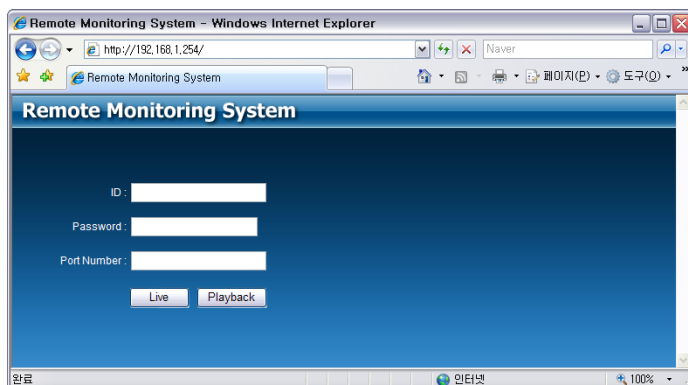 Remote Monitoring System - Windows Internet Explorer
http://192,168,1,254/
Naver
Remote Monitoring System
페이지(P)
도구(O)
Remote Monitoring System
ID :
Password :
Port Number :
Live
Playback
완료
인터넷
100%